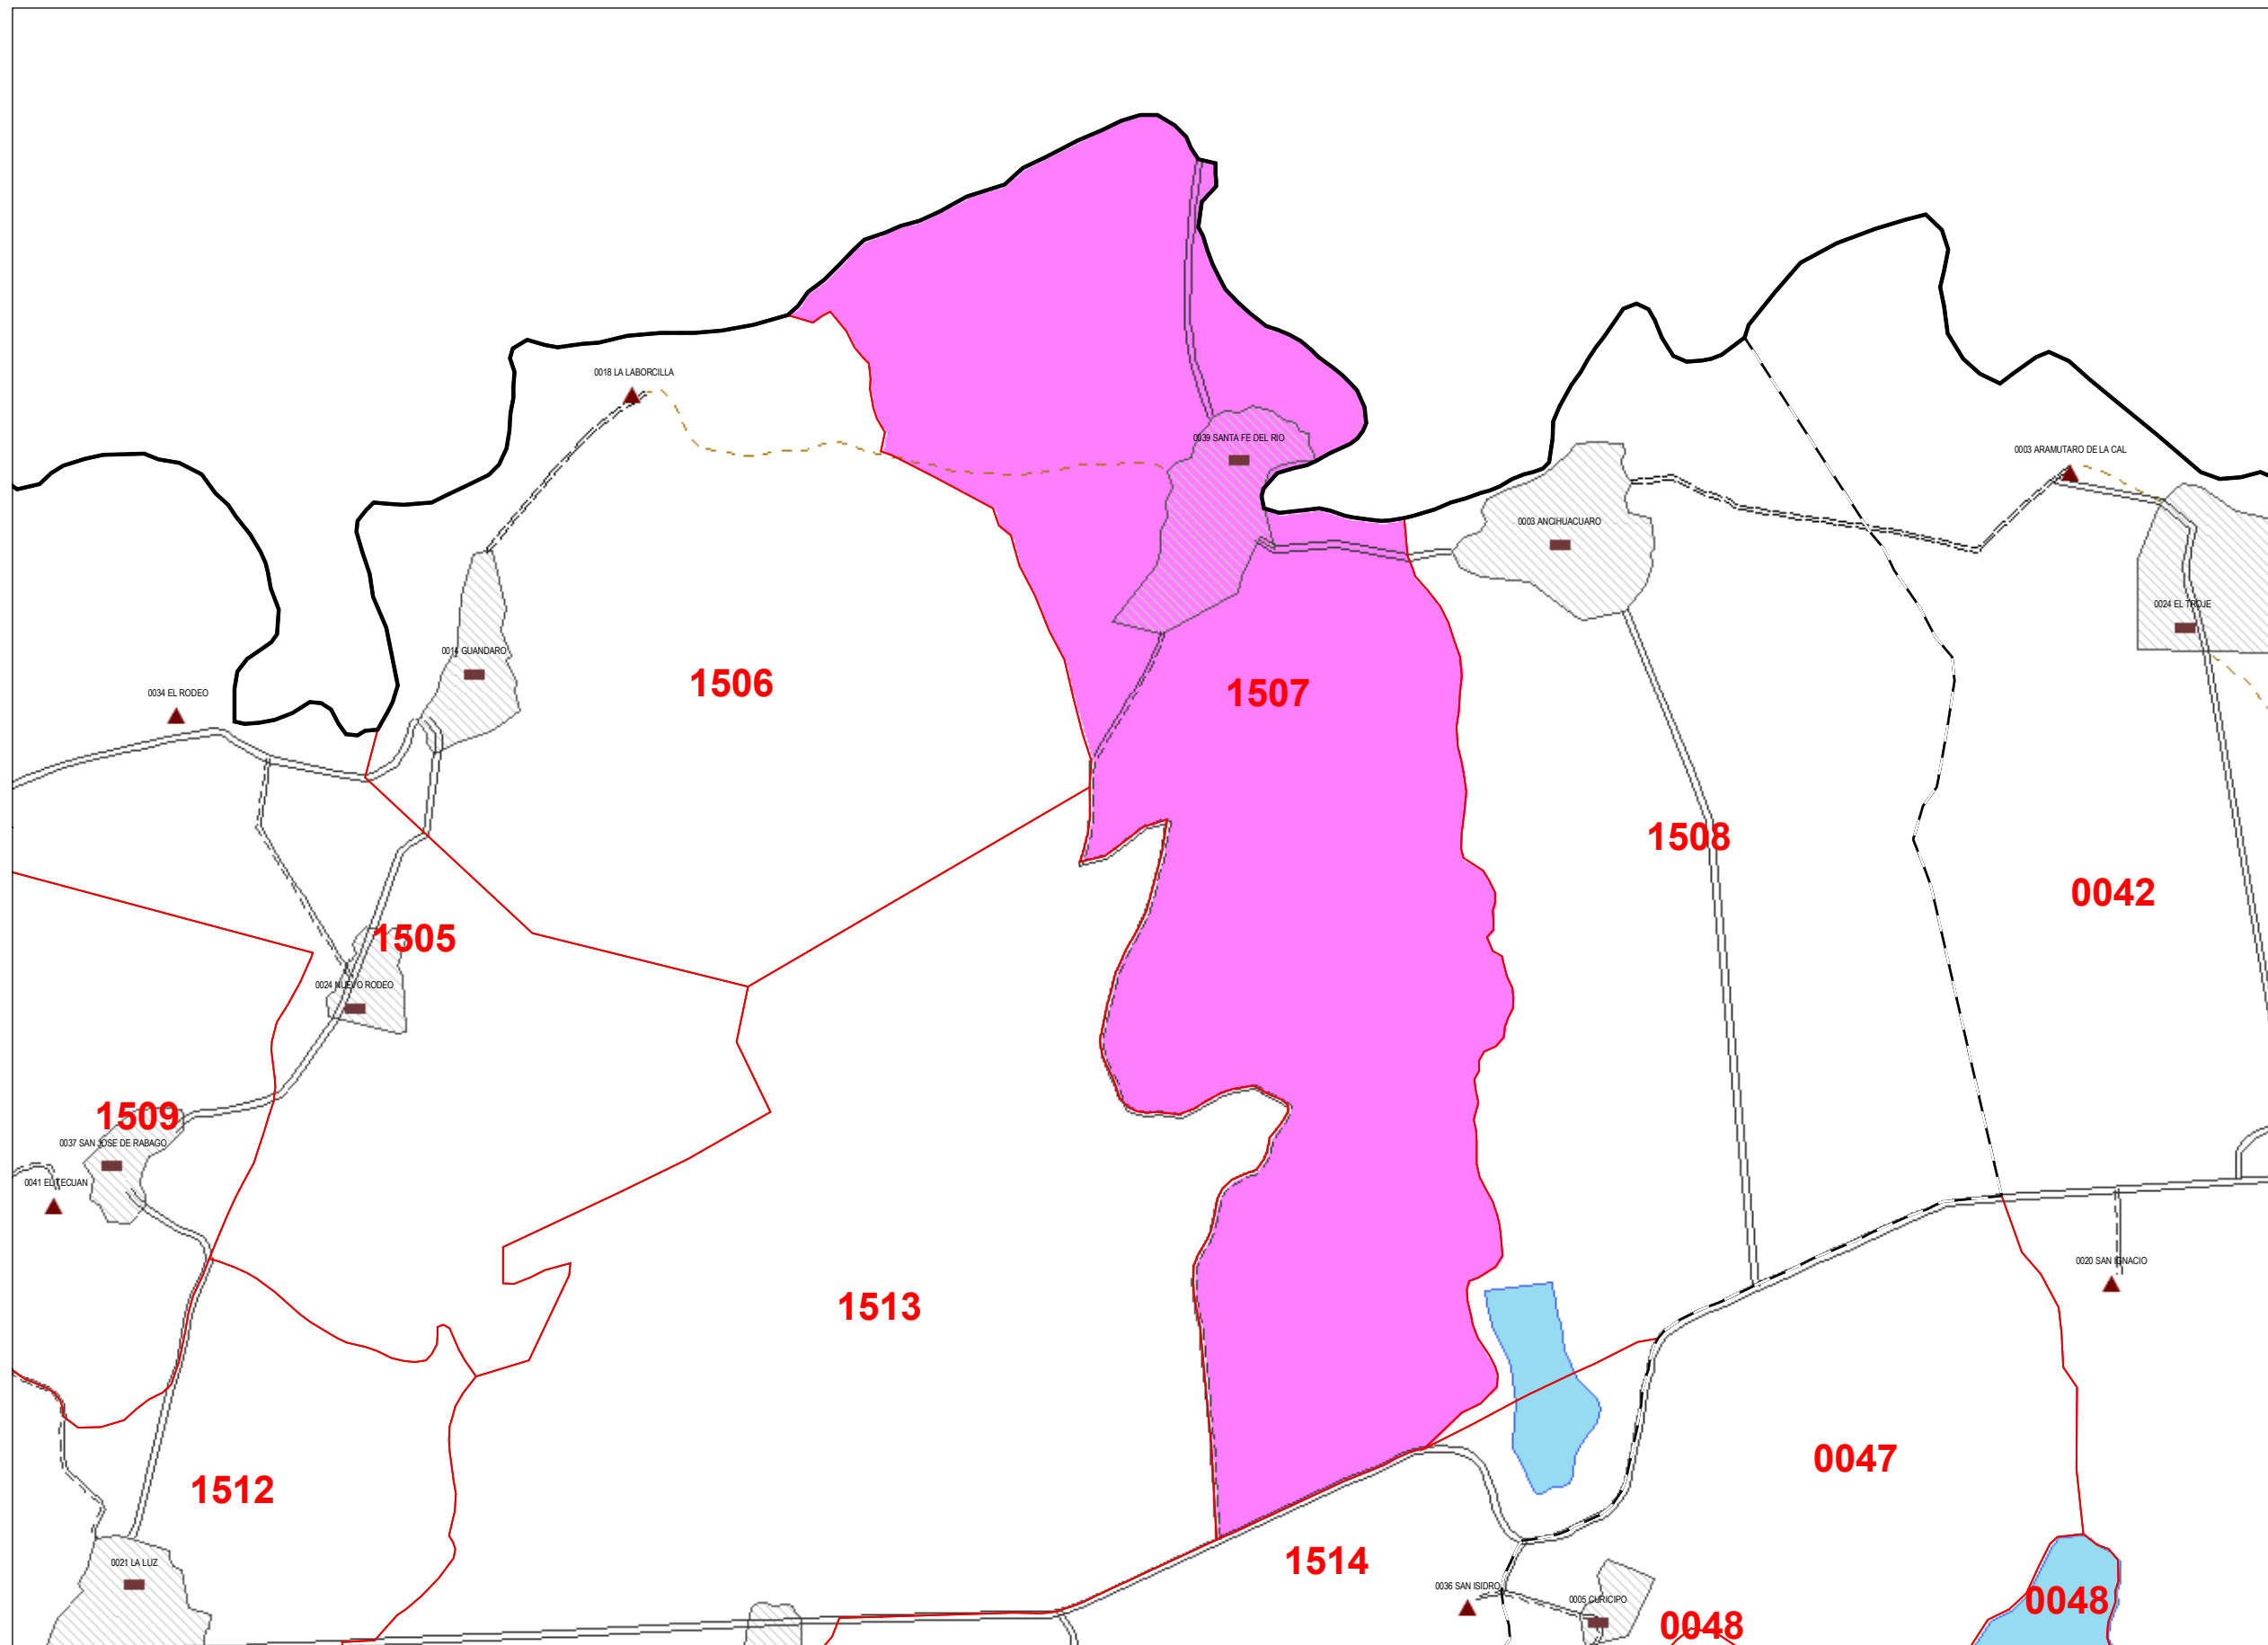 0018 LA LABORCILLA
0039 SANTA FE DEL RIO
0003 ARAMUTARO DE LA CAL
0003 ANCIHUACUARO
0024 EL TROJE
0014 GUANDARO
1506
1507
0034 EL RODEO
1508
0042
1505
0024 NUEVO RODEO
1509
0037 SAN JOSE DE RABAGO
0041 EL TECUAN
0020 SAN IGNACIO
1513
0047
1512
0021 LA LUZ
1514
0036 SAN ISIDRO
0005 CURICIPO
0048
0048